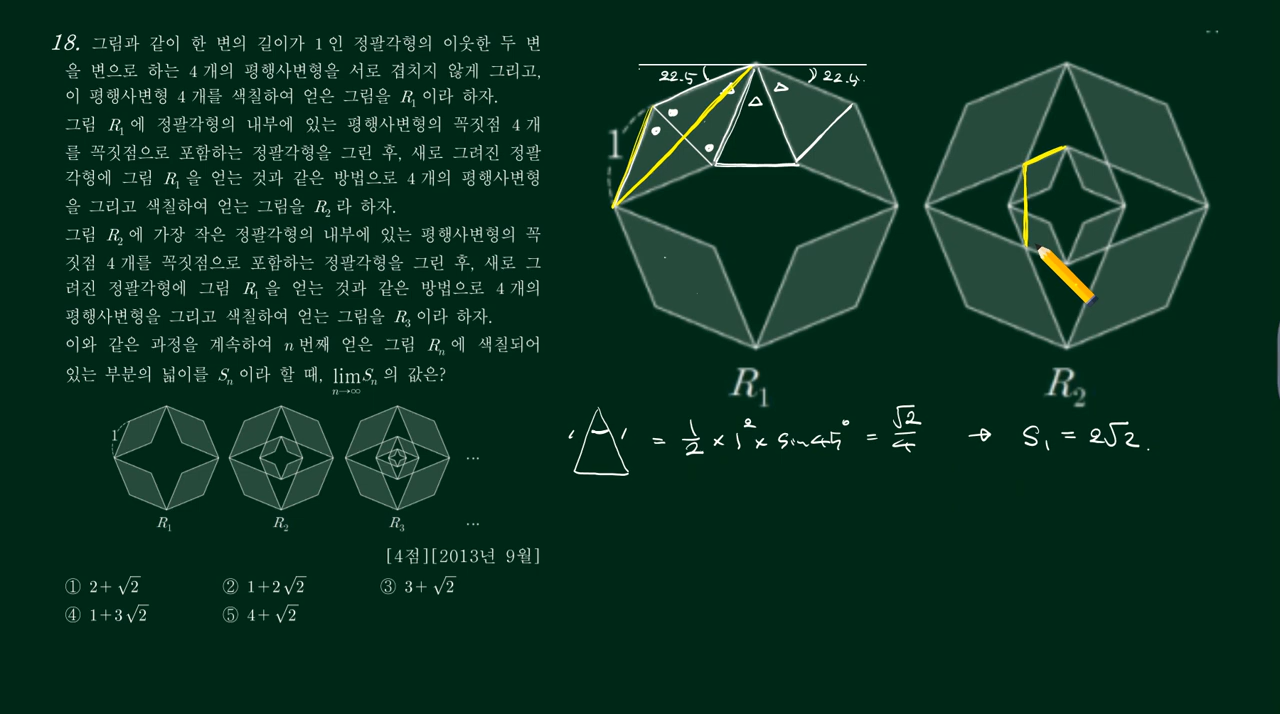 18. 그림과 같이 한 변의 길이가 1인 정팔각형의 이웃한 두 변
을 변으로 하는 4개의 평행사변형을 서로 겹치지 않게 그리고,
이 평행사변형 4개를 색칠하여 얻은 그림을 R₁이라 하자.
그림 R₁에 정팔각형의 내부에 있는 평행사변형의 꼭짓점 4개
를 꼭짓점으로 포함하는 정팔각형을 그린 후, 새로 그려진 정팔
각형에 그림 R₁을 얻는 것과 같은 방법으로 4개의 평행사변형
을 그리고 색칠하여 얻는 그림을 R₂라 하자.
그림 R₂에 가장 작은 정팔각형의 내부에 있는 평행사변형의 꼭
짓점 4개를 꼭짓점으로 포함하는 정팔각형을 그린 후, 새로 그
려진 정팔각형에 그림 R₁을 얻는 것과 같은 방법으로 4개의
평행사변형을 그리고 색칠하여 얻는 그림을 R₃이라 하자.
이와 같은 과정을 계속하여 n번째 얻은 그림 Rₙ에 색칠되어
있는 부분의 넓이를 Sₙ이라 할 때, lim n→∞ Sₙ의 값은?
1
R₁ R₂ R₃ ...
...
[4점][2013년 9월]
① 2+√2 ② 1+2√2 ③ 3+√2
④ 1+3√2 ⑤ 4+√2
22.5 22.5
1
R₁ R₂
1 1 = 1/2 × 1² × sin45° = √2/4 → S₁ = 2√2.